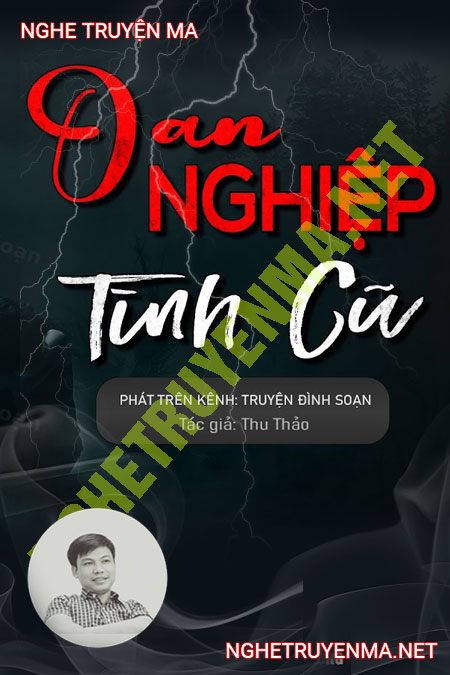 NGHE TRUYỆN MA
Oan
NGHIỆP
Tình Cũ
PHÁT TRÊN KÊNH: TRUYỆN ĐÌNH SOẠN
Tác giả: Thu Thảo
NGHETRUYENMA.NET
NGHETRUYENMA.NET